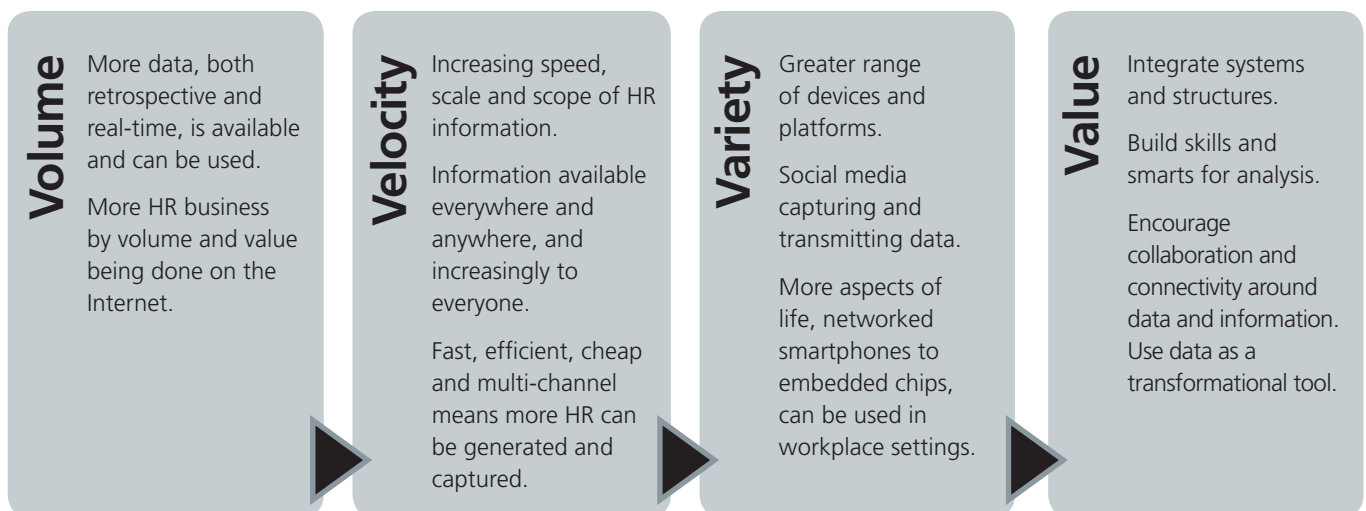 Volume
More data, both
retrospective and
real-time, is available
and can be used.
More HR business
by volume and value
being done on the
Internet.
Velocity
Increasing speed,
scale and scope of HR
information.
Information available
everywhere and
anywhere, and
increasingly to
everyone.
Fast, efficient, cheap
and multi-channel
means more HR can
be generated and
captured.
Variety
Greater range
of devices and
platforms.
Social media
capturing and
transmitting data.
More aspects of
life, networked
smartphones to
embedded chips,
can be used in
workplace settings.
Value
Integrate systems
and structures.
Build skills and
smarts for analysis.
Encourage
collaboration and
connectivity around
data and information.
Use data as a
transformational tool.